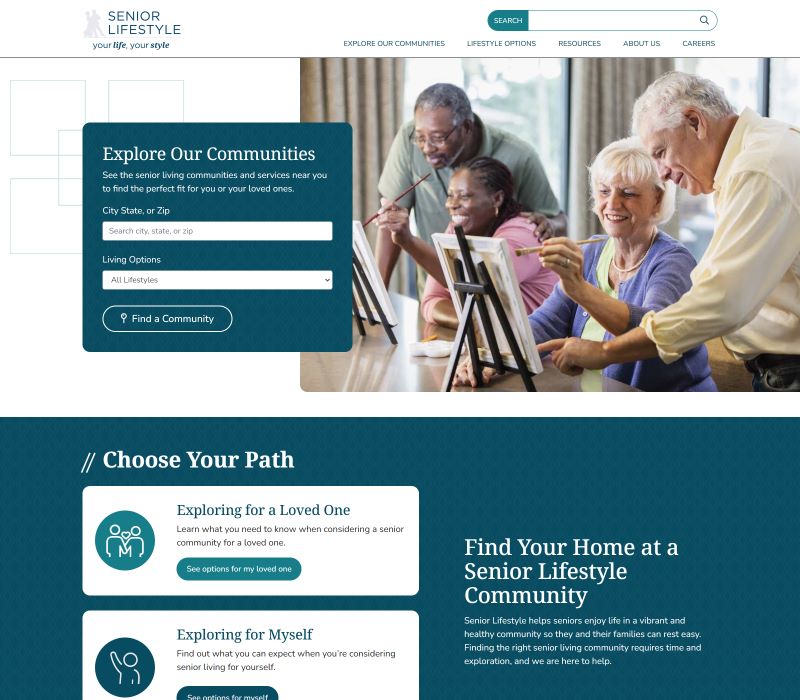 SENIOR
LIFESTYLE
your life, your style
SEARCH
EXPLORE OUR COMMUNITIES LIFESTYLE OPTIONS RESOURCES ABOUT US CAREERS
Explore Our Communities
See the senior living communities and services near you
to find the perfect fit for you or your loved ones.
City State, or Zip
Search city, state, or zip
Living Options
All Lifestyles
Find a Community
// Choose Your Path
Exploring for a Loved One
Learn what you need to know when considering a senior
community for a loved one.
See options for my loved one
Exploring for Myself
Find out what you can expect when you're considering
senior living for yourself.
See options for myself
Find Your Home at a
Senior Lifestyle
Community
Senior Lifestyle helps seniors enjoy life in a vibrant and
healthy community so they and their families can rest easy.
Finding the right senior living community requires time and
exploration, and we are here to help.